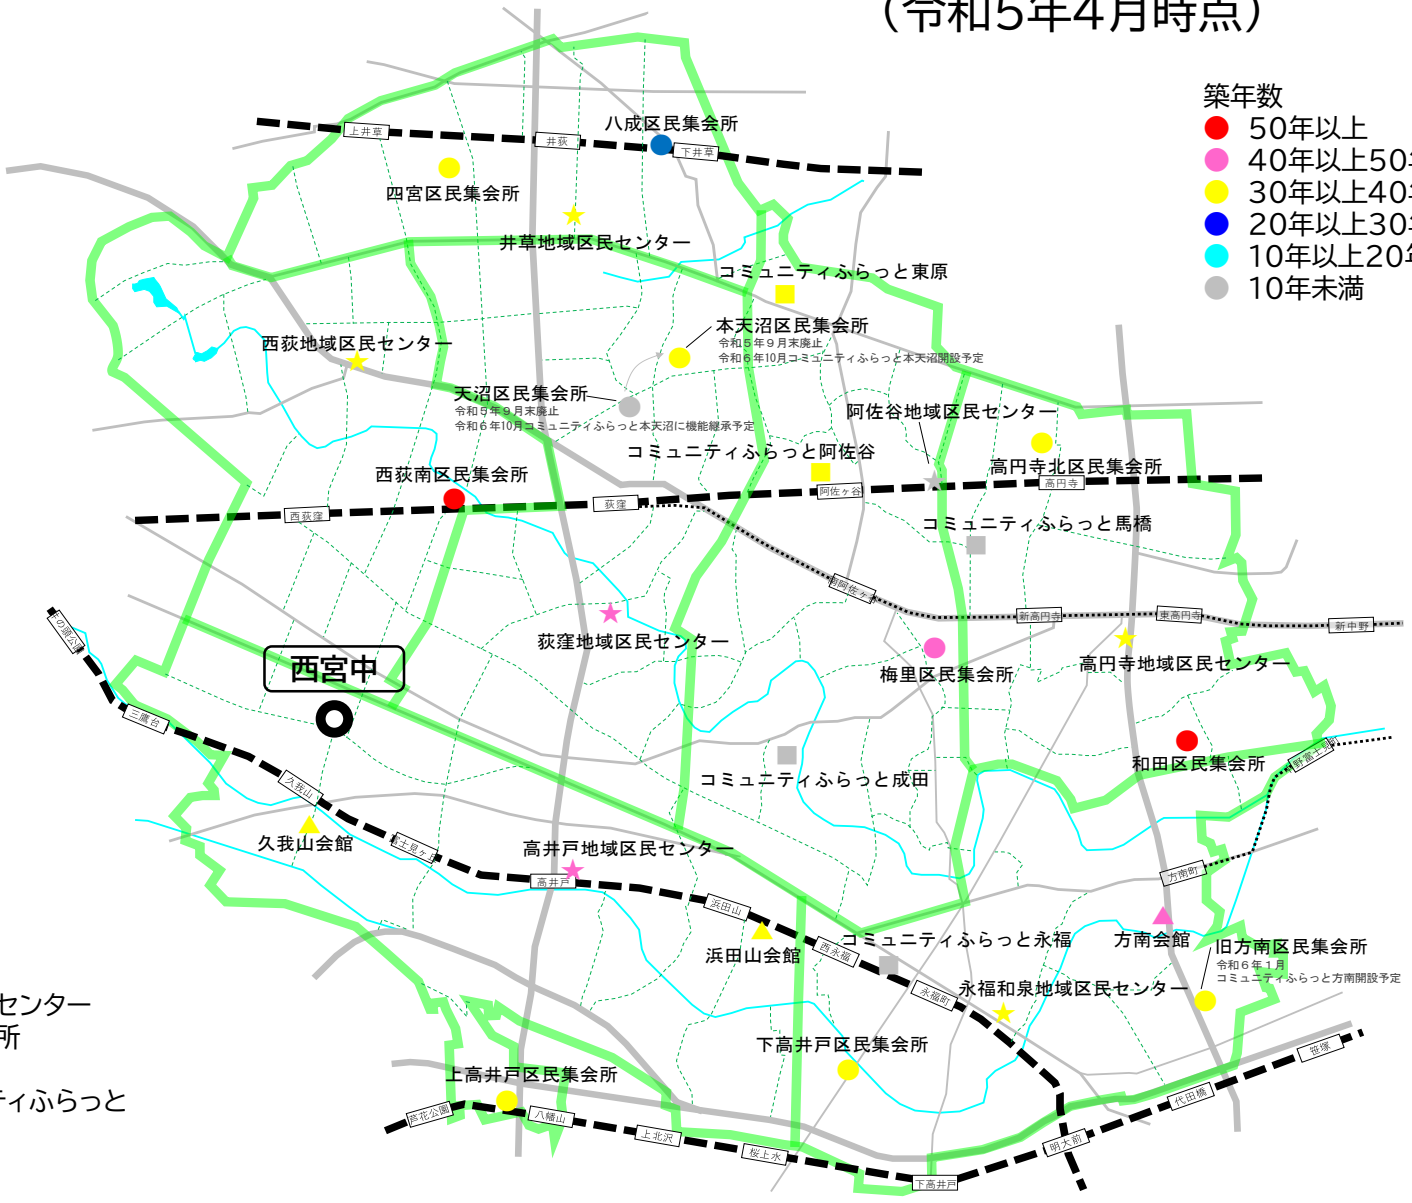 （令和5年4月時点）
築年数
50年以上
40年以上50年
30年以上40年
20年以上30年
10年以上20年
10年未満
八成区民集会所
上井草
井荻
下井草
四宮区民集会所
井草地域区民センター
コミュニティふらっと東原
本天沼区民集会所
令和5年9月末廃止
令和6年10月コミュニティふらっと本天沼開設予定
西荻地域区民センター
天沼区民集会所
令和5年9月末廃止
令和6年10月コミュニティふらっと本天沼に機能継承予定
阿佐谷地域区民センター
コミュニティふらっと阿佐谷
高円寺北区民集会所
西荻南区民集会所
高円寺
阿佐ヶ谷
荻窪
西荻窪
コミュニティふらっと馬橋
南阿佐ヶ
新高円寺
東高円寺
新中野
荻窪地域区民センター
高円寺地域区民センター
梅里区民集会所
西宮中
の頭公園
三鷹台
和田区民集会所
野富士見町
コミュニティふらっと成田
久我山
久我山会館
富士見ヶ丘
高井戸地域区民センター
高井戸
方南町
浜田山
浜田山会館
西永福
コミュニティふらっと永福
方南会館
旧方南区民集会所
令和6年1月
コミュニティふらっと方南開設予定
永福町
永福和泉地域区民センター
センター
所
ティふらっと
下高井戸区民集会所
上高井戸区民集会所
笹塚
代田橋
芦花公園
八幡山
上北沢
桜上水
明大前
下高井戸